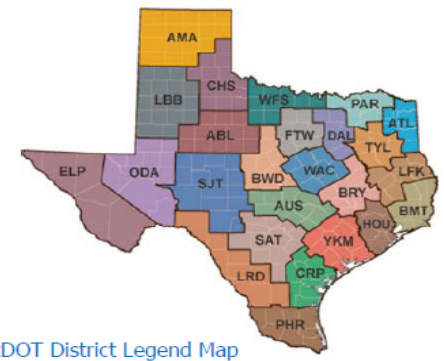 AMA
LBB
CHS
WFS
PAR
ATL
ABL
FTW
DAL
TYL
ELP
ODA
SJT
BWD
WAC
LFK
BRY
BMT
AUS
HOU
SAT
YKM
LRD
CRP
PHR
DOT District Legend Map